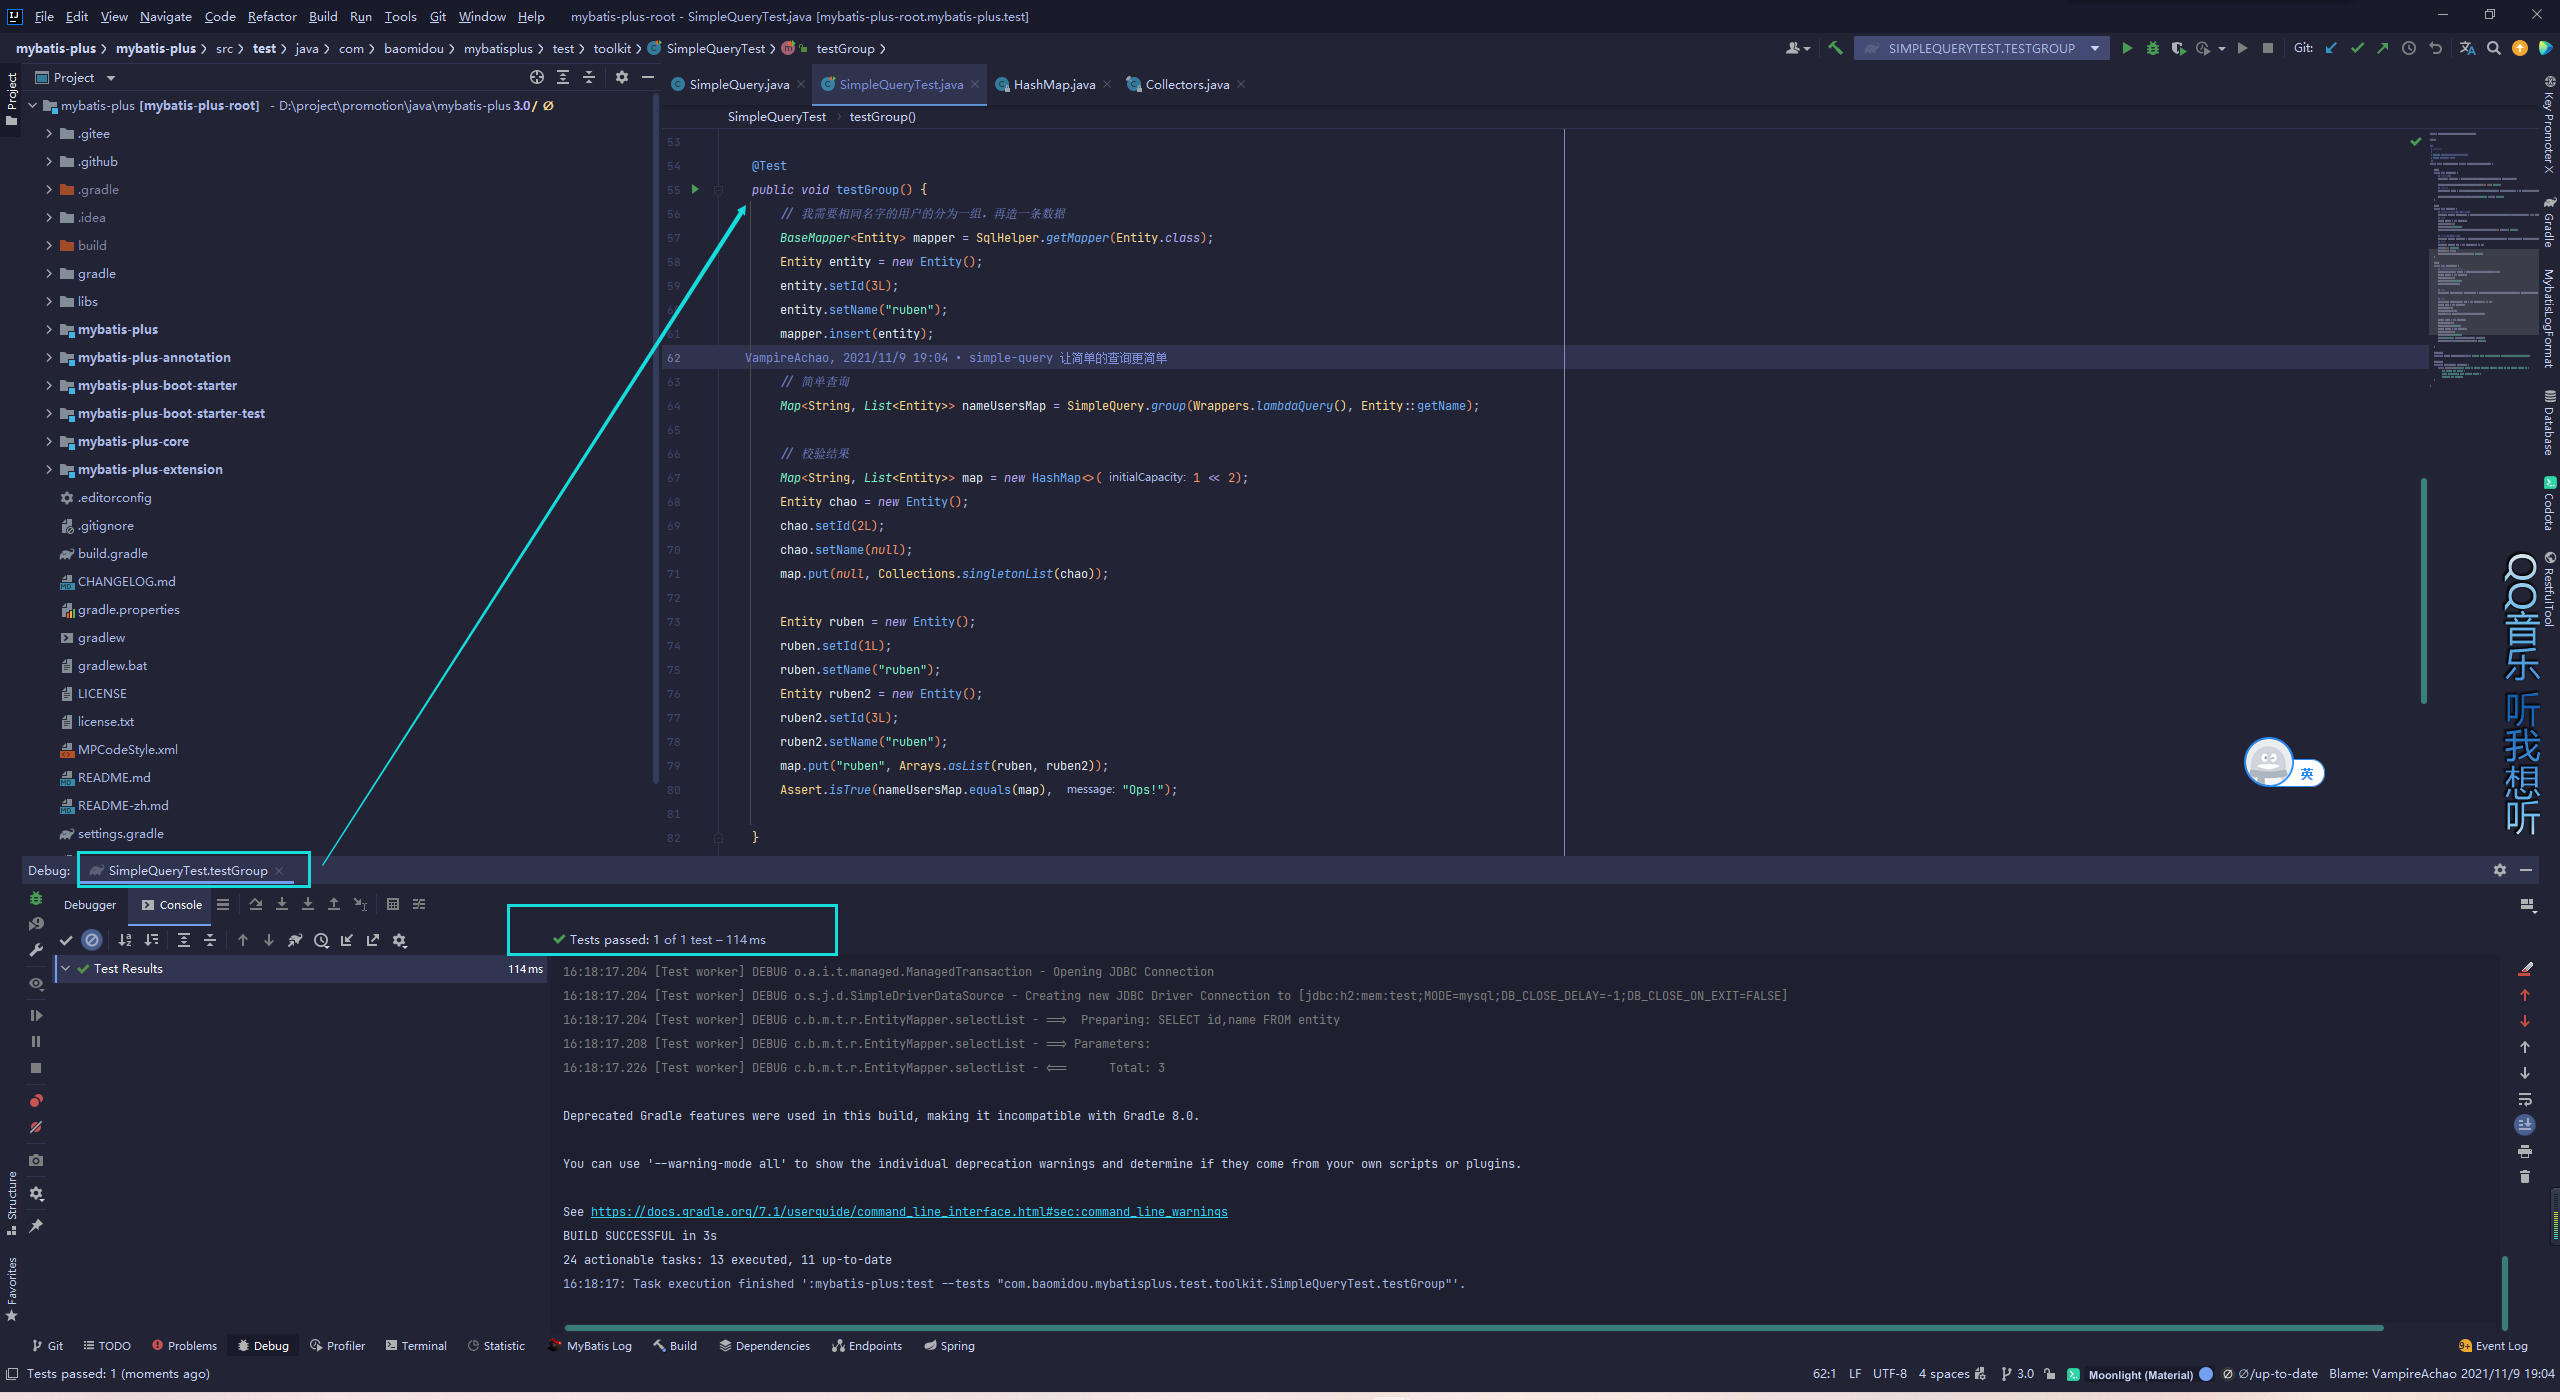 File Edit View Navigate Code Refactor Build Run Tools Git Window Help mybatis-plus-root - SimpleQueryTest.java [mybatis-plus-root.mybatis-plus.test]
mybatis-plus mybatis-plus src test java com baomidou mybatisplus test toolkit SimpleQueryTest testGroup
SIMPLEQUERYTEST.TESTGROUP Git:
Project
Project
mybatis-plus [mybatis-plus-root] - D:\project\promotion\java\mybatis-plus 3.0 / Ø
.gitee
.github
.gradle
.idea
build
gradle
libs
mybatis-plus
mybatis-plus-annotation
mybatis-plus-boot-starter
mybatis-plus-boot-starter-test
mybatis-plus-core
mybatis-plus-extension
.editorconfig
.gitignore
build.gradle
CHANGELOG.md
gradle.properties
gradlew
gradlew.bat
LICENSE
license.txt
MPCodeStyle.xml
README.md
README-zh.md
settings.gradle
SimpleQuery.java SimpleQueryTest.java HashMap.java Collectors.java
SimpleQueryTest testGroup()
53
54 @Test
55 public void testGroup() {
56 // 我需要相同名字的用户的分为一组，再造一条数据
57 BaseMapper<Entity> mapper = SqlHelper.getMapper(Entity.class);
58 Entity entity = new Entity();
59 entity.setId(3L);
entity.setName("ruben");
61 mapper.insert(entity);
62 VampireAchao, 2021/11/9 19:04 • simple-query 让简单的查询更简单
63 // 简单查询
64 Map<String, List<Entity>> nameUsersMap = SimpleQuery.group(Wrappers.lambdaQuery(), Entity::getName);
65
66 // 校验结果
67 Map<String, List<Entity>> map = new HashMap<>( initialCapacity: 1 << 2);
68 Entity chao = new Entity();
69 chao.setId(2L);
70 chao.setName(null);
71 map.put(null, Collections.singletonList(chao));
72
73 Entity ruben = new Entity();
74 ruben.setId(1L);
75 ruben.setName("ruben");
76 Entity ruben2 = new Entity();
77 ruben2.setId(3L);
78 ruben2.setName("ruben");
79 map.put("ruben", Arrays.asList(ruben, ruben2));
80 Assert.isTrue(nameUsersMap.equals(map), message: "Ops!");
81
82 }
Key Promoter X
Gradle
MybatisLogFormat
Database
Codota
RestfulTool
QQ音乐 听我想听
英
Debug: SimpleQueryTest.testGroup
Debugger Console
Tests passed: 1 of 1 test – 114 ms
Test Results 114 ms
16:18:17.204 [Test worker] DEBUG o.a.i.t.managed.ManagedTransaction - Opening JDBC Connection
16:18:17.204 [Test worker] DEBUG o.s.j.d.SimpleDriverDataSource - Creating new JDBC Driver Connection to [jdbc:h2:mem:test;MODE=mysql;DB_CLOSE_DELAY=-1;DB_CLOSE_ON_EXIT=FALSE]
16:18:17.204 [Test worker] DEBUG c.b.m.t.r.EntityMapper.selectList - ==> Preparing: SELECT id,name FROM entity
16:18:17.208 [Test worker] DEBUG c.b.m.t.r.EntityMapper.selectList - ==> Parameters:
16:18:17.226 [Test worker] DEBUG c.b.m.t.r.EntityMapper.selectList - <== Total: 3
Deprecated Gradle features were used in this build, making it incompatible with Gradle 8.0.
You can use '--warning-mode all' to show the individual deprecation warnings and determine if they come from your own scripts or plugins.
See https://docs.gradle.org/7.1/userguide/command_line_interface.html#sec:command_line_warnings
BUILD SUCCESSFUL in 3s
24 actionable tasks: 13 executed, 11 up-to-date
16:18:17: Task execution finished ':mybatis-plus:test --tests "com.baomidou.mybatisplus.test.toolkit.SimpleQueryTest.testGroup"'.
Structure
Favorites
Git TODO Problems Debug Profiler Terminal Statistic MyBatis Log Build Dependencies Endpoints Spring Event Log
Tests passed: 1 (moments ago) 62:1 LF UTF-8 4 spaces 3.0 Moonlight (Material) Ø/up-to-date Blame: VampireAchao 2021/11/9 19:04